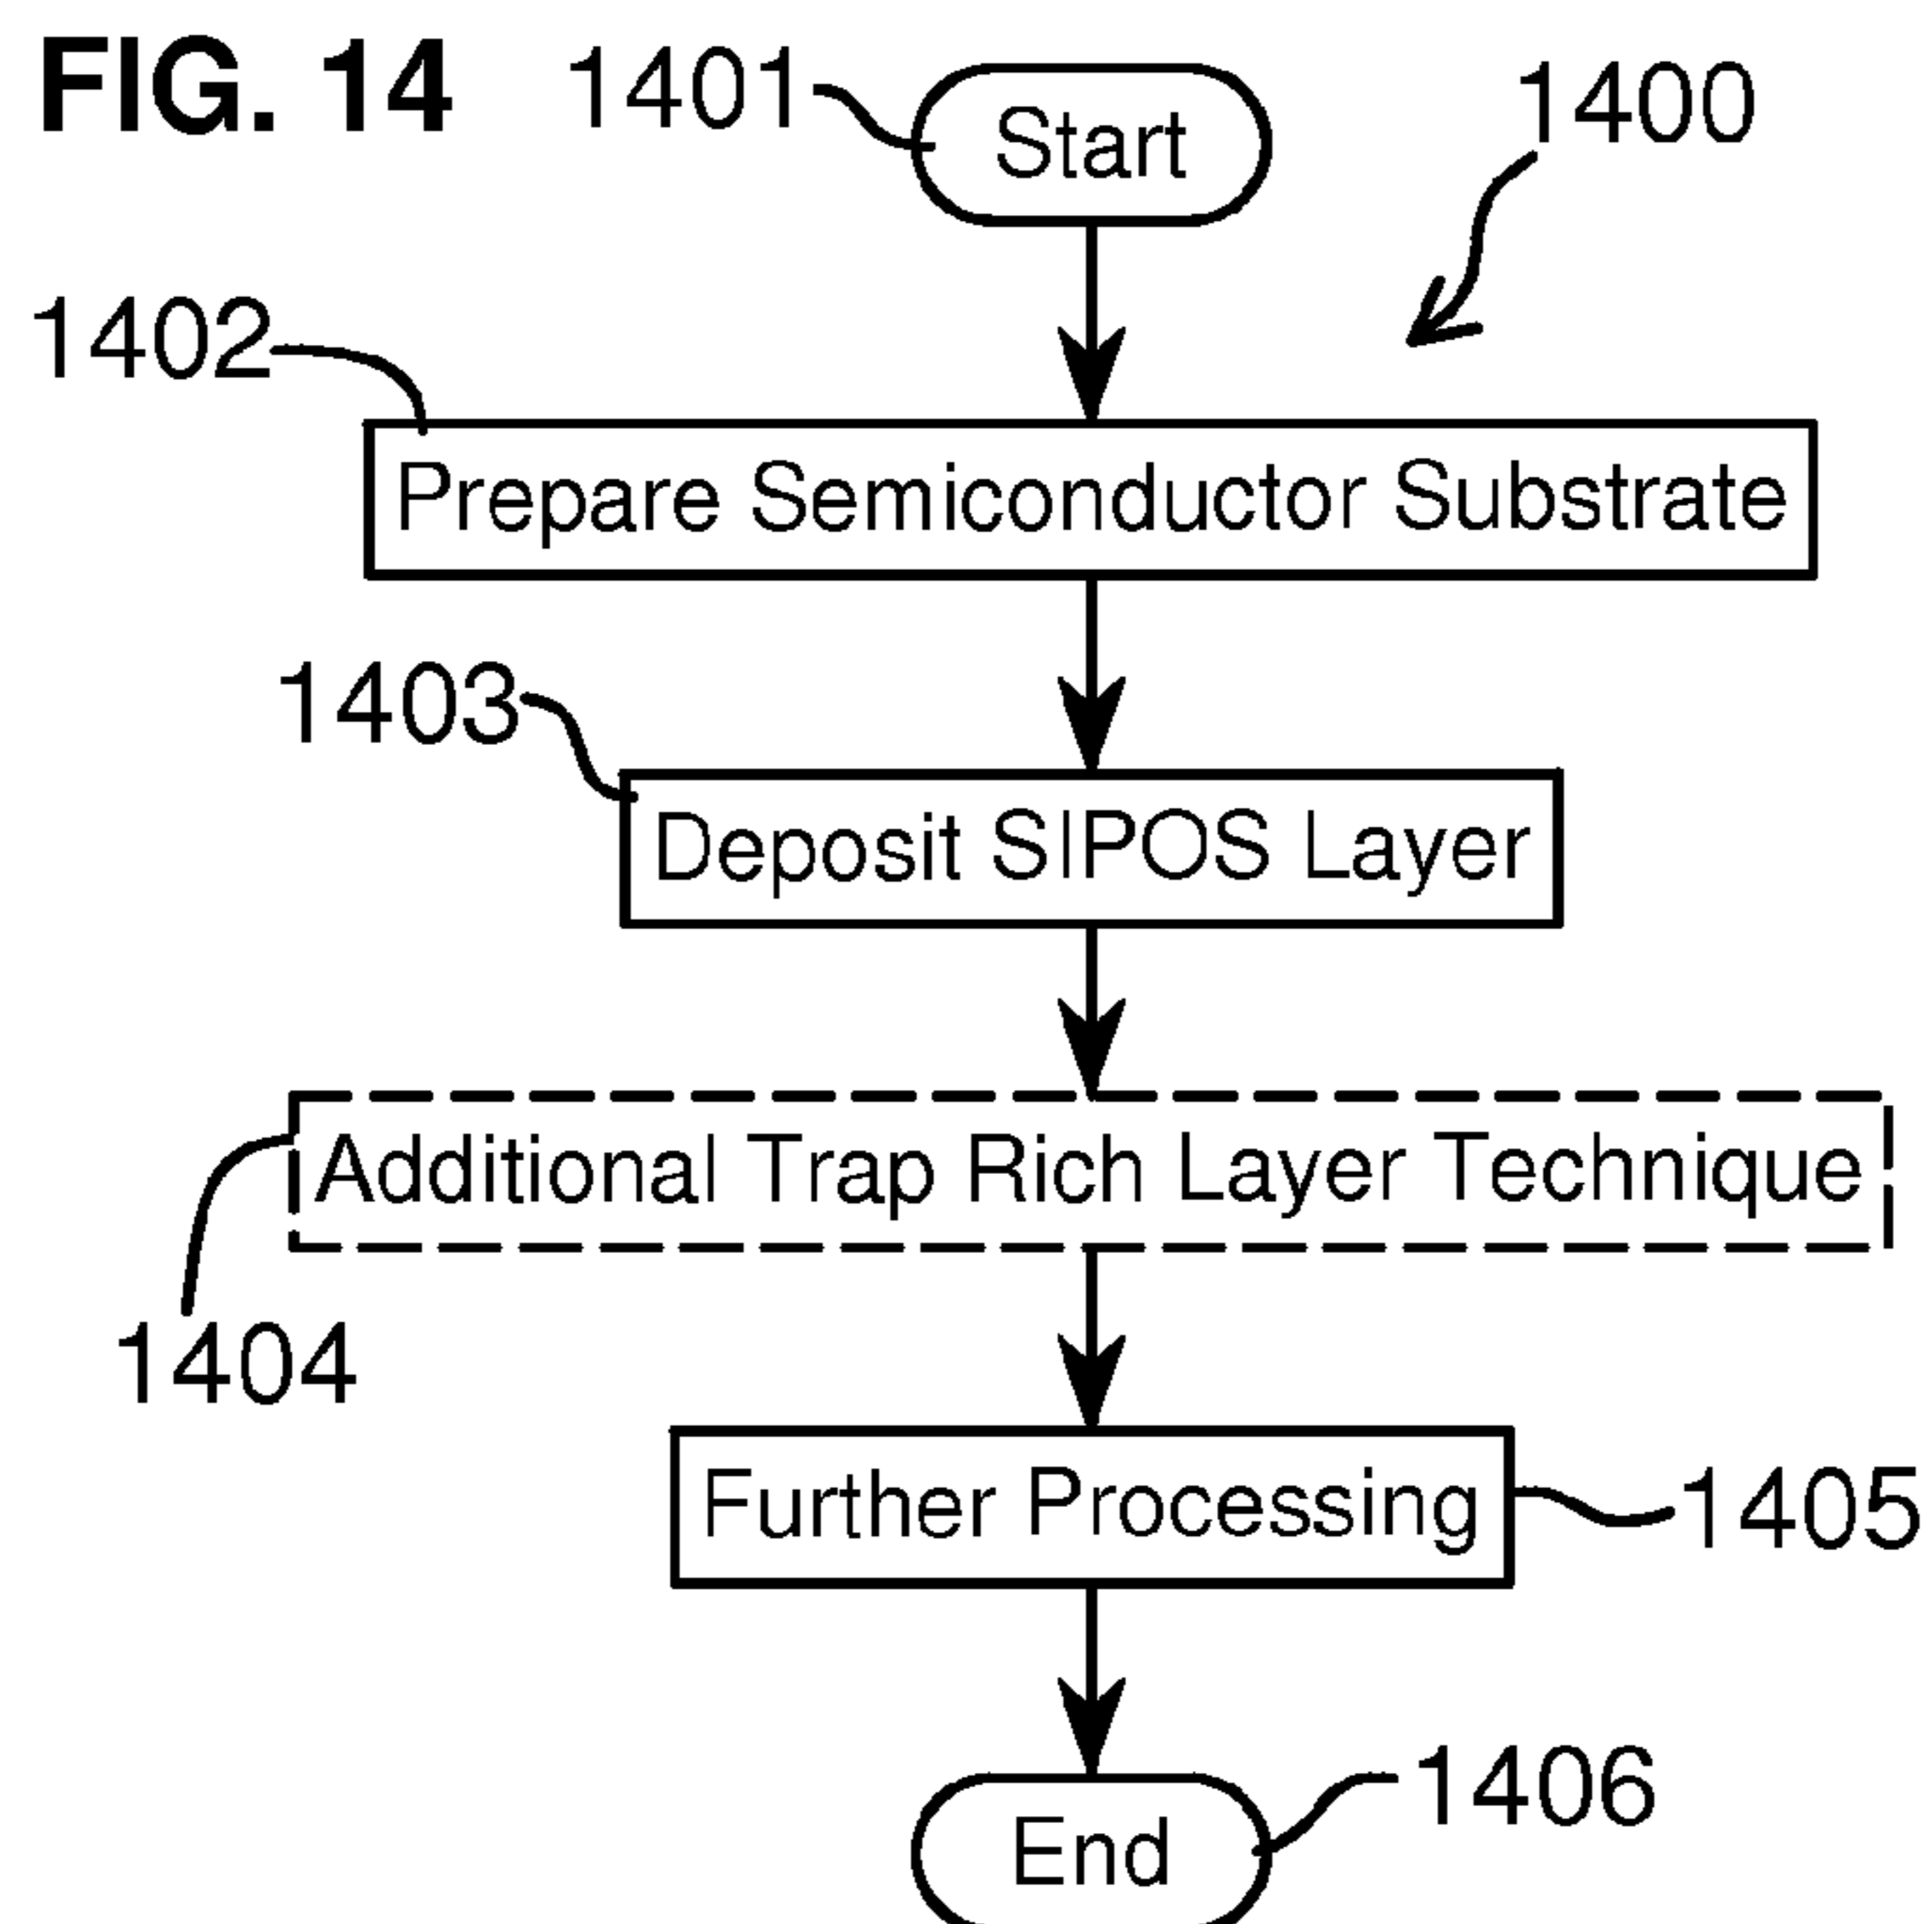 FIG. 14
1401
Start
1400
1402
Prepare Semiconductor Substrate
1403
Deposit SIPOS Layer
Additional Trap Rich Layer Technique
1404
Further Processing
1405
1406
End